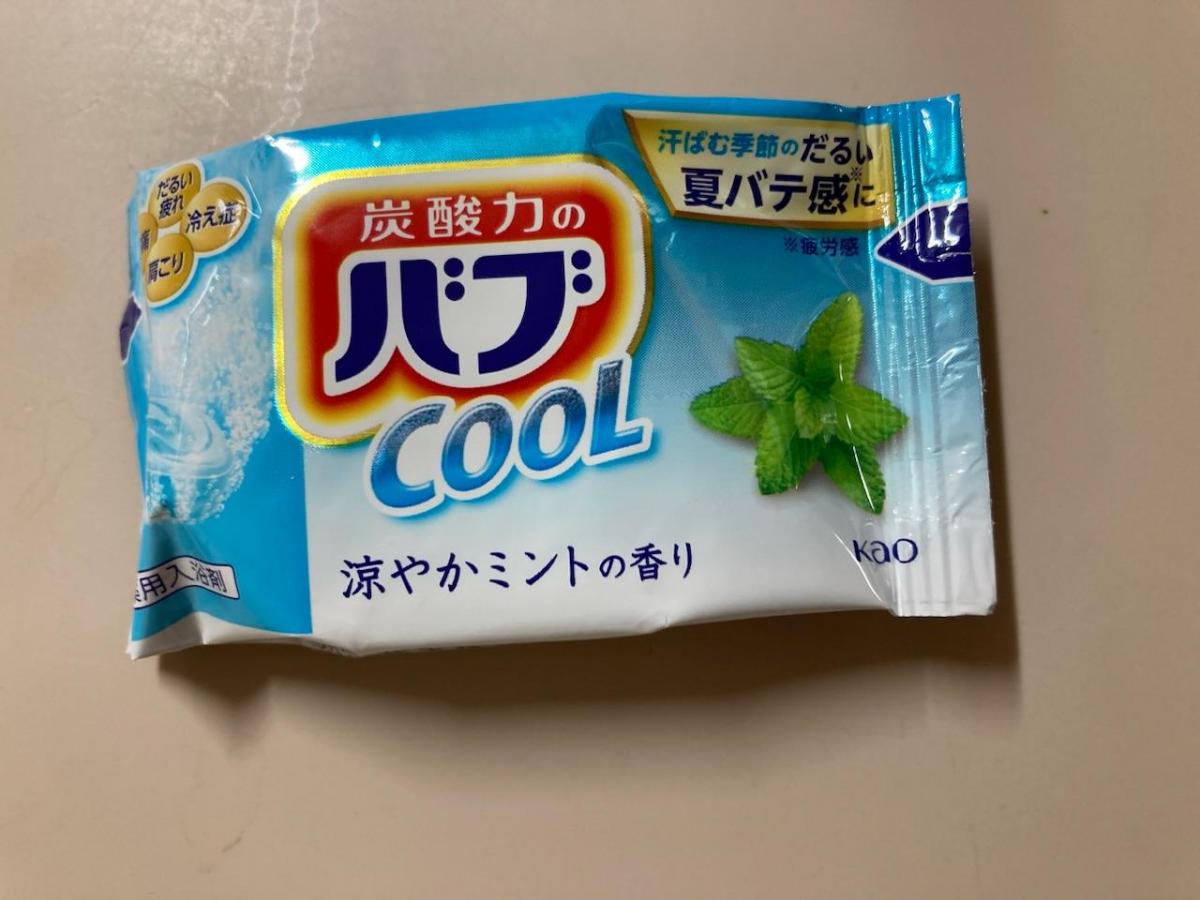 だるい
疲れ
冷え症
肩こり
炭酸力の
バブ
COOL
涼やかミントの香り
汗ばむ季節のだるい
夏バテ感※に
※疲労感
用入浴剤
Kao